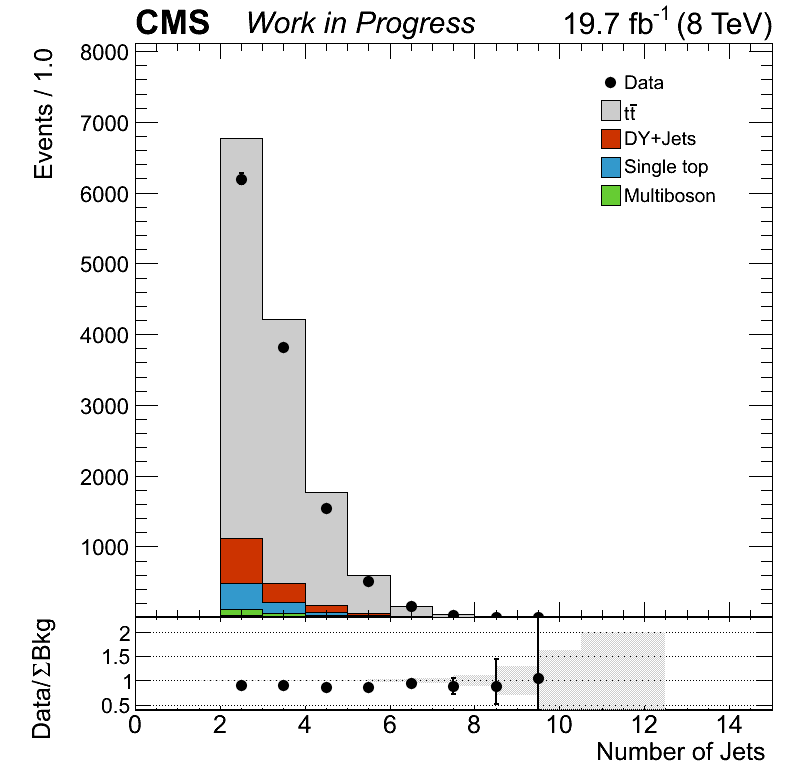 CMS Work in Progress 19.7 fb⁻¹ (8 TeV)
Events / 1.0
8000
7000
6000
5000
4000
3000
2000
1000
Data
tt̄
DY+Jets
Single top
Multiboson
Data/ΣBkg
2
1.5
1
0.5
0 2 4 6 8 10 12 14
Number of Jets